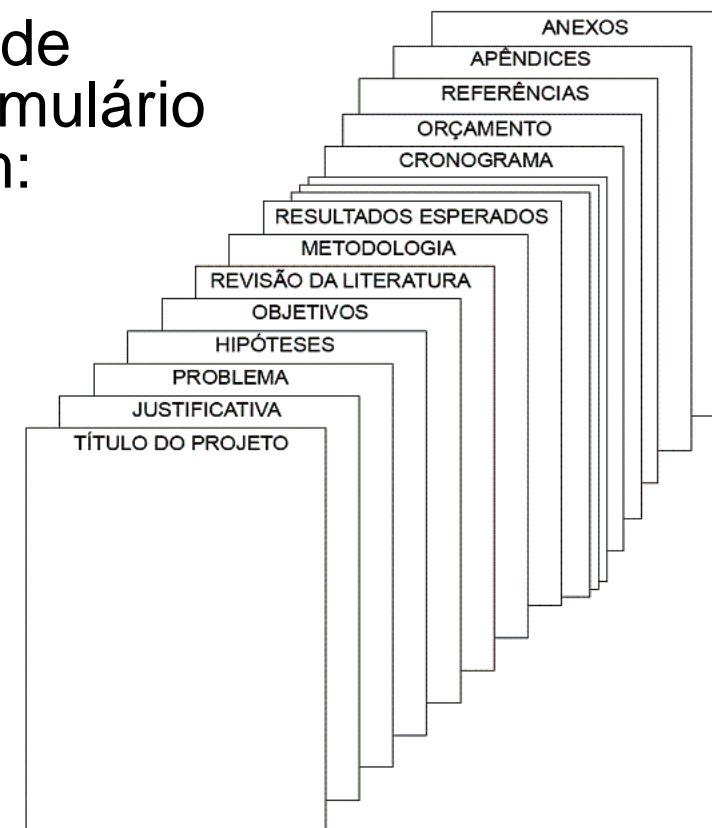 de
mulário
:
ANEXOS
APÊNDICES
REFERÊNCIAS
ORÇAMENTO
CRONOGRAMA
RESULTADOS ESPERADOS
METODOLOGIA
REVISÃO DA LITERATURA
OBJETIVOS
HIPÓTESES
PROBLEMA
JUSTIFICATIVA
TÍTULO DO PROJETO